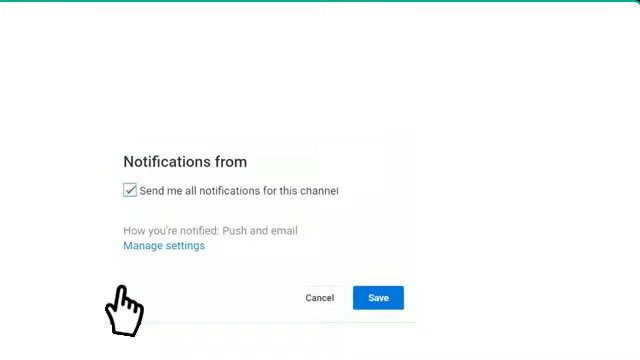 Notifications from
Send me all notifications for this channel
How you're notified: Push and email
Manage settings
Cancel
Save